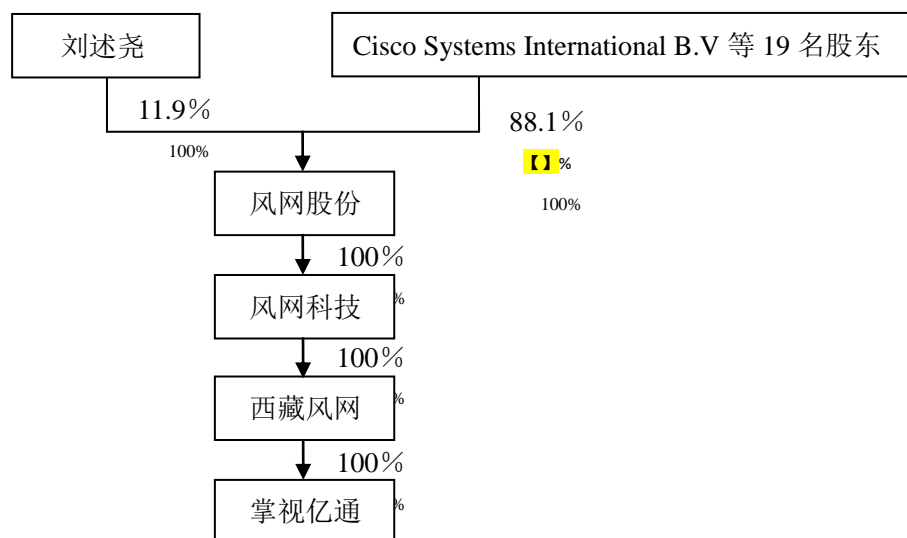 刘述尧
Cisco Systems International B.V 等 19 名股东
11.9％
88.1％
100%
【】%
100%
风网股份
100％
%
风网科技
100％
%
西藏风网
100％
%
掌视亿通